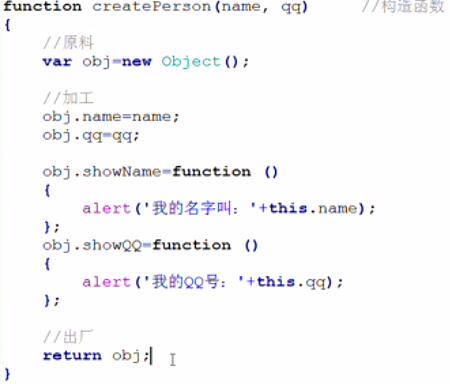 function createPerson(name, qq)    //构造函数
{
    //原料
    var obj=new Object();

    //加工
    obj.name=name;
    obj.qq=qq;

    obj.showName=function ()
    {
        alert('我的名字叫：'+this.name);
    };
    obj.showQQ=function ()
    {
        alert('我的QQ号：'+this.qq);
    };

    //出厂
    return obj;
}